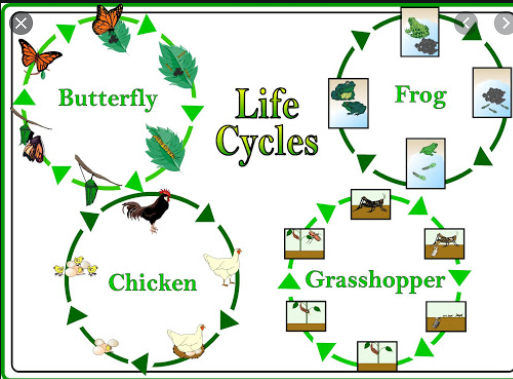 Butterfly
Life
Cycles
Frog
Chicken
Grasshopper